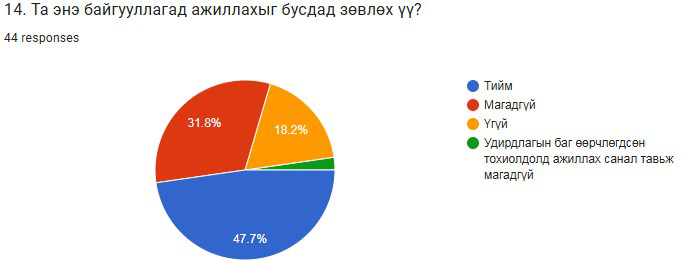 14. Та энэ байгууллагад ажиллахыг бусдад зөвлөх үү?
44 responses
Тийм
Магадгүй
Үгүй
Удирдлагын баг өөрчлөгдсөн
тохиолдолд ажиллах санал тавьж
магадгүй
31.8%
18.2%
47.7%